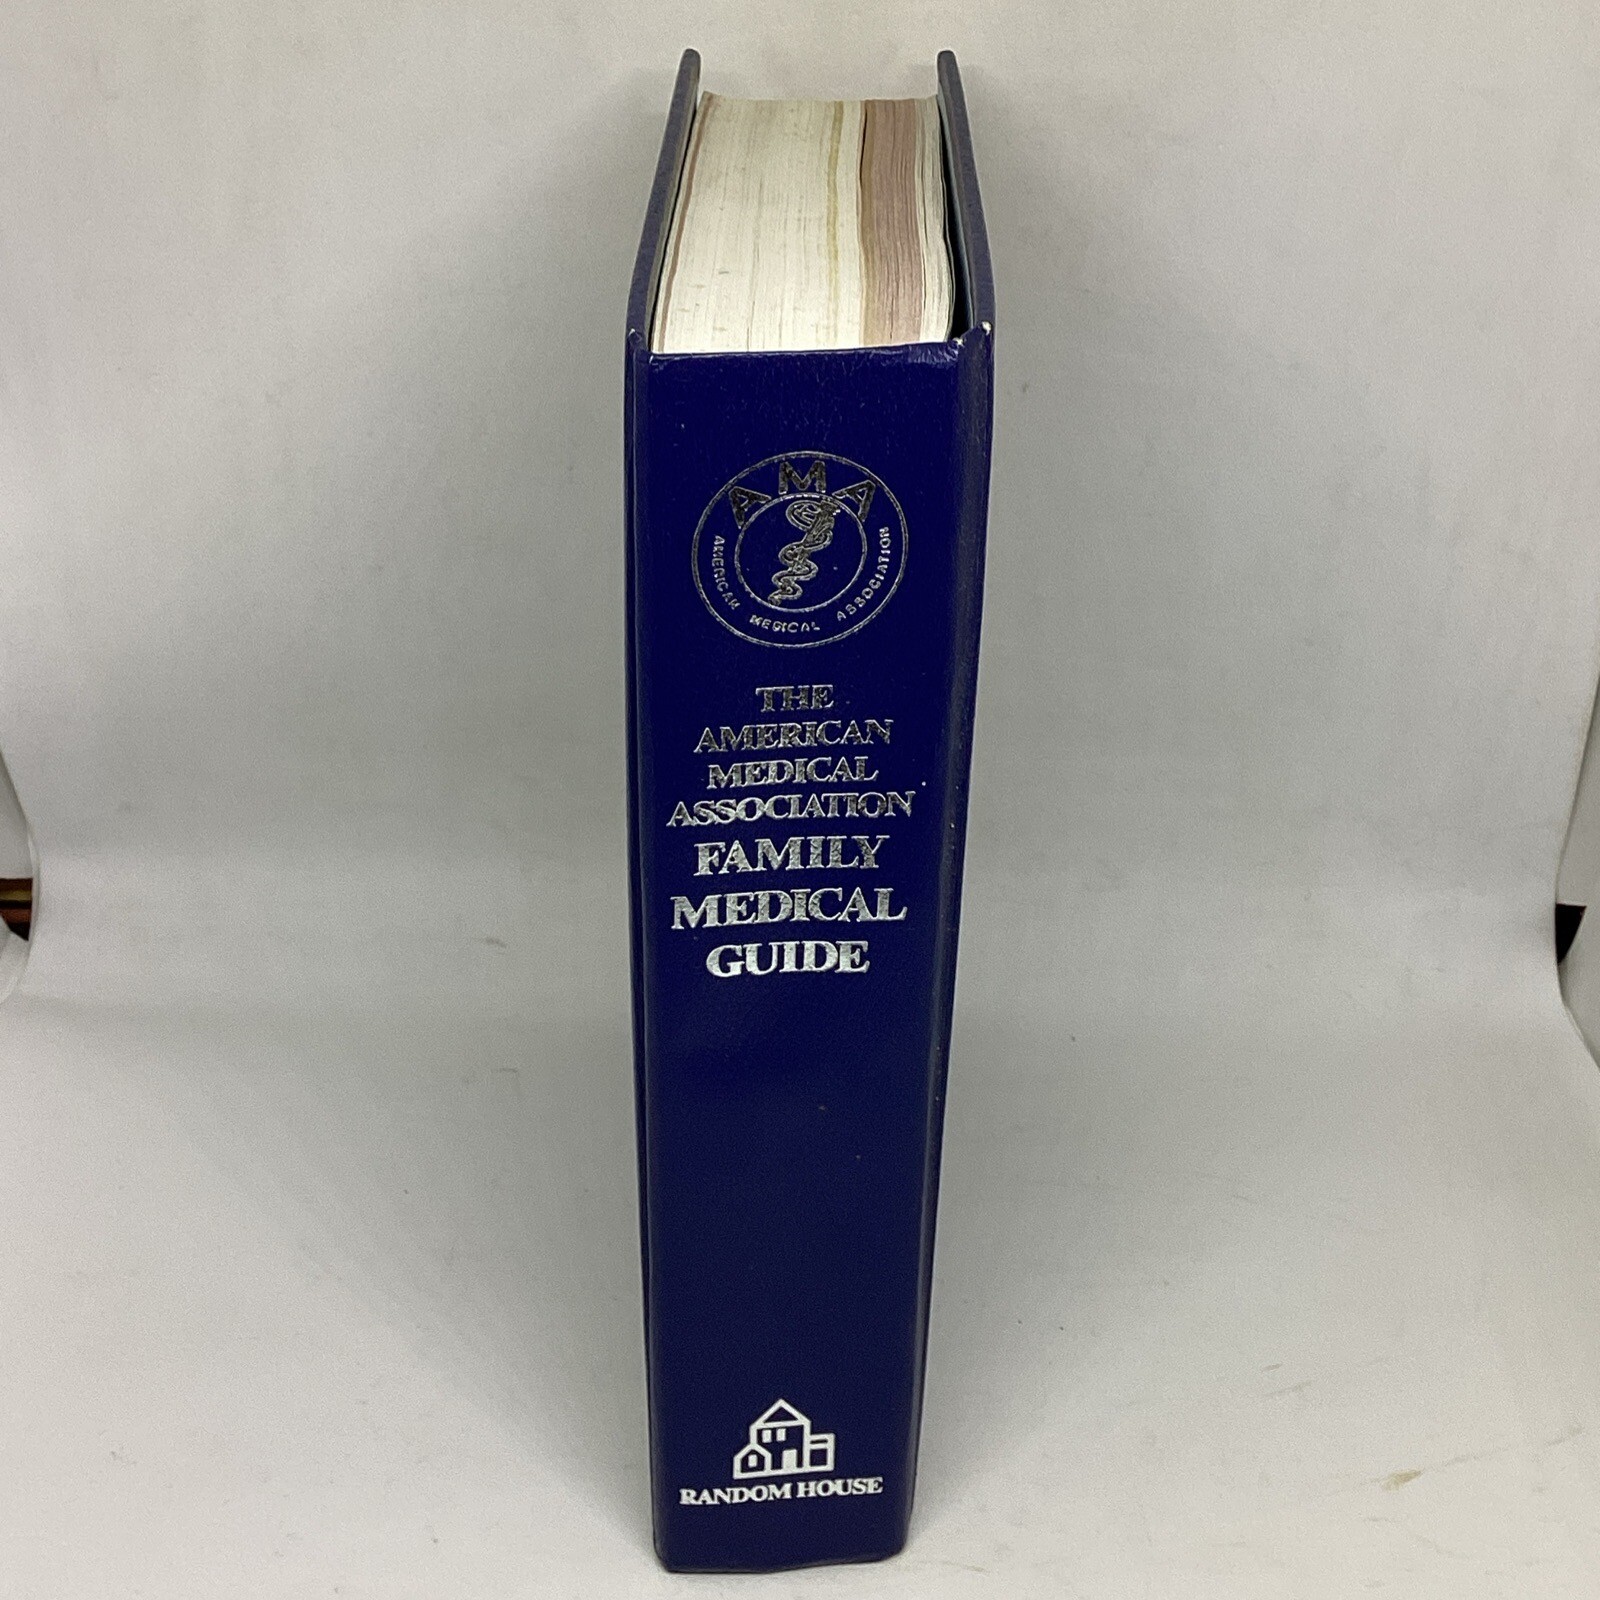 AMA
AMERICAN MEDICAL ASSOCIATION
THE
AMERICAN
MEDICAL
ASSOCIATION
FAMILY
MEDICAL
GUIDE
RANDOM HOUSE